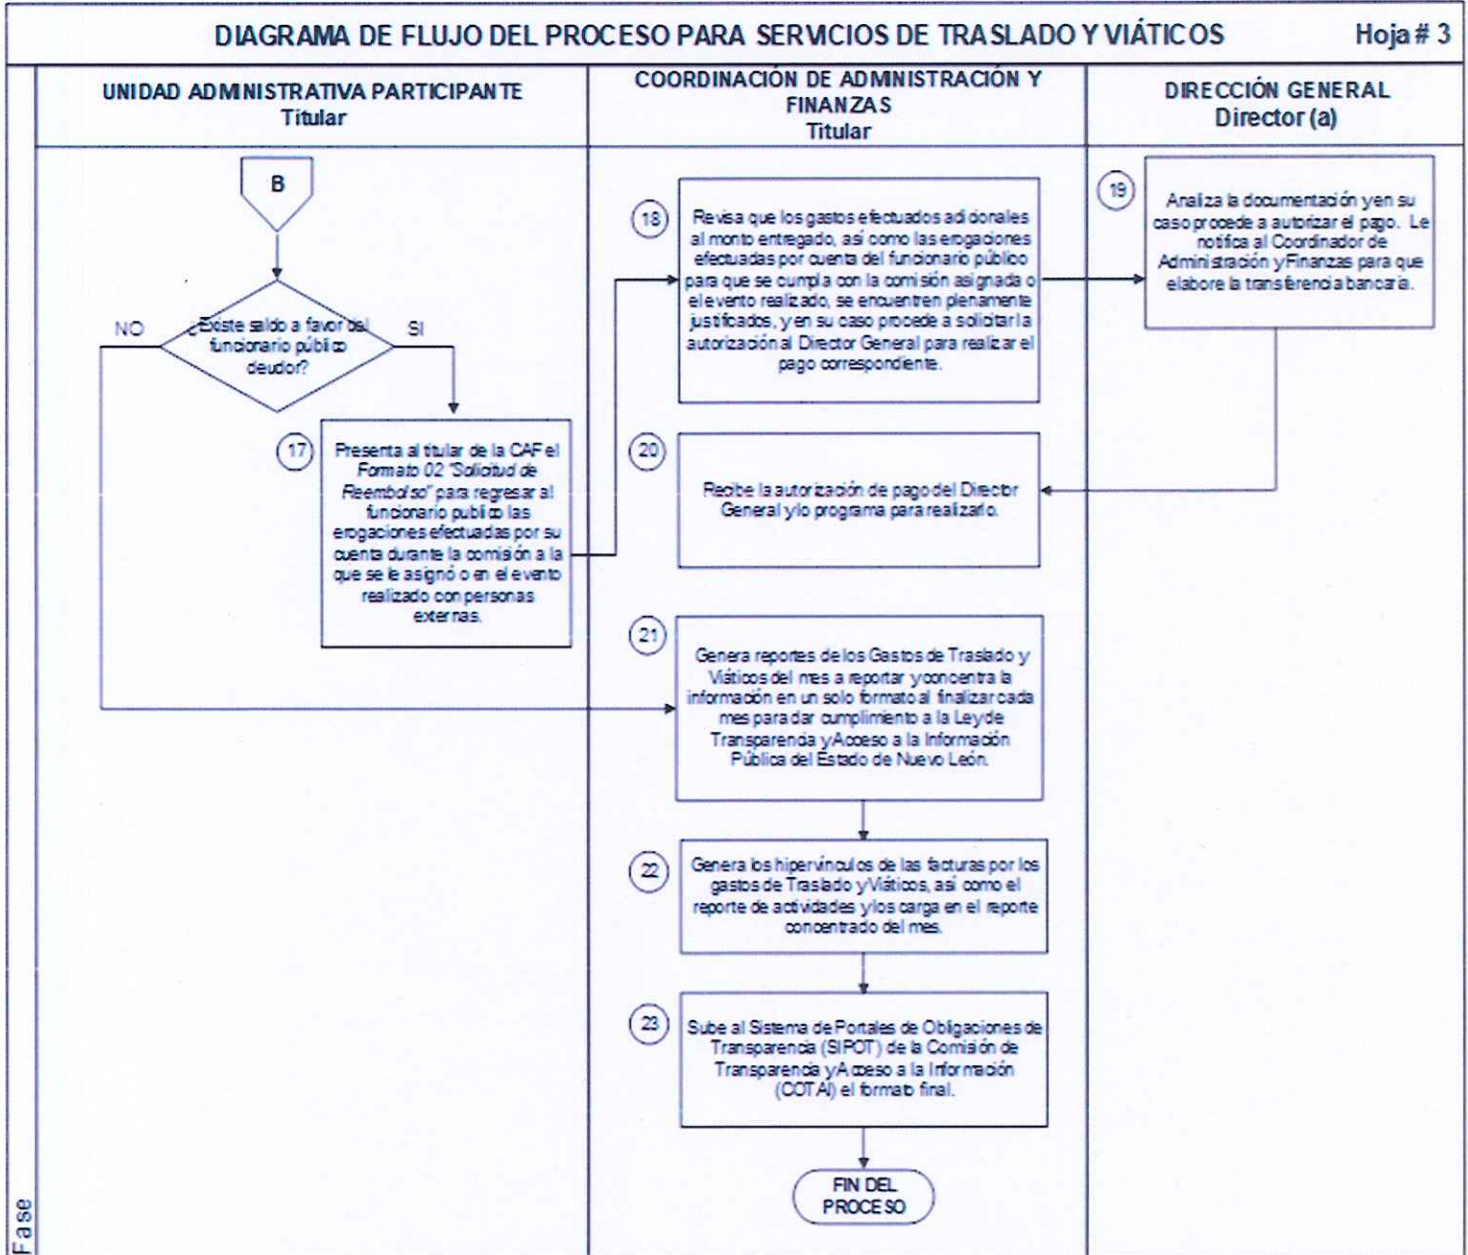 DIAGRAMA DE FLUJO DEL PROCESO PARA SERVICIOS DE TRASLADO Y VIÁTICOS
Hoja # 3
UNIDAD ADMINISTRATIVA PARTICIPANTE
Titular
COORDINACIÓN DE ADMINISTRACIÓN Y
FINANZAS
Titular
DIRECCIÓN GENERAL
Director (a)
B
¿Existe saldo a favor del
funcionario público
deudor?
NO
SI
17
Presenta al titular de la CAF el
Formato 02 "Solicitud de
Reembolso" para regresar al
funcionario publico las
erogaciones efectuadas por su
cuenta durante la comisión a la
que se le asignó o en el evento
realizado con personas
externas.
18
Revisa que los gastos efectuados adicionales
al monto entregado, así como las erogaciones
efectuadas por cuenta del funcionario público
para que se cumpla con la comisión asignada o
el evento realizado, se encuentren plenamente
justificados, y en su caso procede a solicitar la
autorización al Director General para realizar el
pago correspondiente.
19
Analiza la documentación y en su
caso procede a autorizar el pago. Le
notifica al Coordinador de
Administración y Finanzas para que
elabore la transferencia bancaria.
20
Recibe la autorización de pago del Director
General y lo programa para realizarlo.
21
Genera reportes de los Gastos de Traslado y
Viáticos del mes a reportar y concentra la
información en un solo formato al finalizar cada
mes para dar cumplimiento a la Ley de
Transparencia y Acceso a la Información
Pública del Estado de Nuevo León.
22
Genera los hipervínculos de las facturas por los
gastos de Traslado y Viáticos, así como el
reporte de actividades y los carga en el reporte
concentrado del mes.
23
Sube al Sistema de Portales de Obligaciones de
Transparencia (SIPOT) de la Comisión de
Transparencia y Acceso a la Información
(COTAI) el formato final.
FIN DEL
PROCESO
Fase